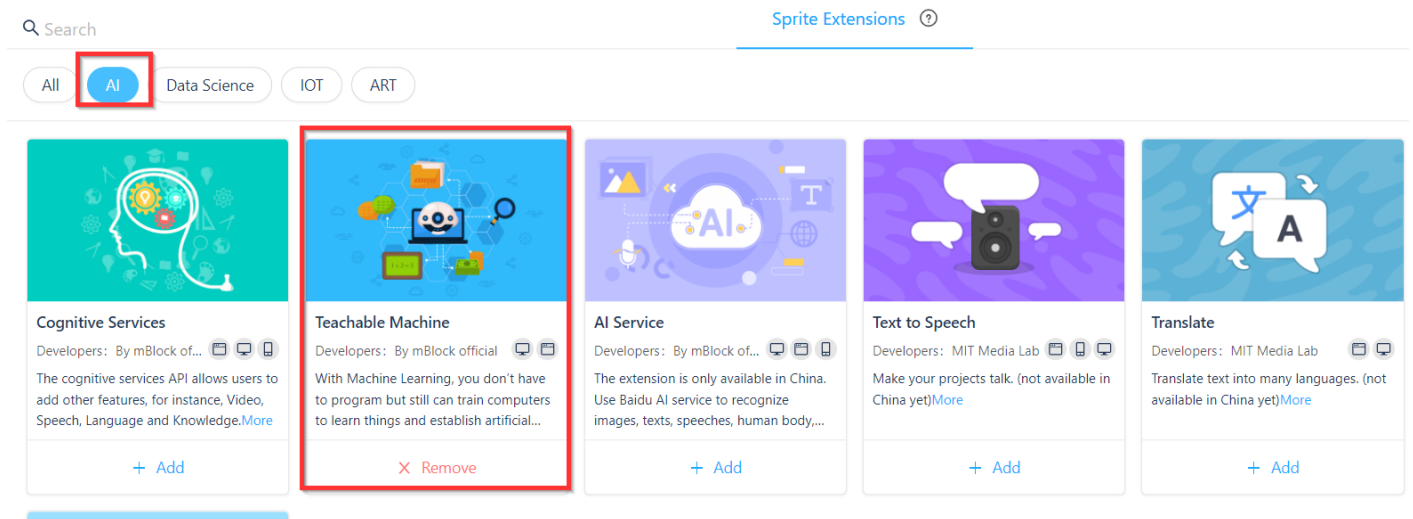 Search
Sprite Extensions ?
All
AI
Data Science
IOT
ART
AI
T
文
A
1+2=3
Cognitive Services
Developers: By mBlock of...
The cognitive services API allows users to
add other features, for instance, Video,
Speech, Language and Knowledge.More
+ Add
Teachable Machine
Developers: By mBlock official
With Machine Learning, you don't have
to program but still can train computers
to learn things and establish artificial...
× Remove
AI Service
Developers: By mBlock of...
The extension is only available in China.
Use Baidu AI service to recognize
images, texts, speeches, human body,...
+ Add
Text to Speech
Developers: MIT Media Lab
Make your projects talk. (not available in
China yet)More
+ Add
Translate
Developers: MIT Media Lab
Translate text into many languages. (not
available in China yet)More
+ Add